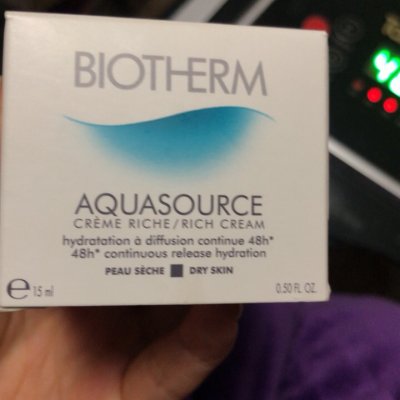 BIOTHERM
AQUASOURCE
CRÈME RICHE/RICH CREAM
hydratation à diffusion continue 48h*
48h* continuous release hydration
PEAU SÈCHE DRY SKIN
e 15 ml 0.50 FL. OZ.